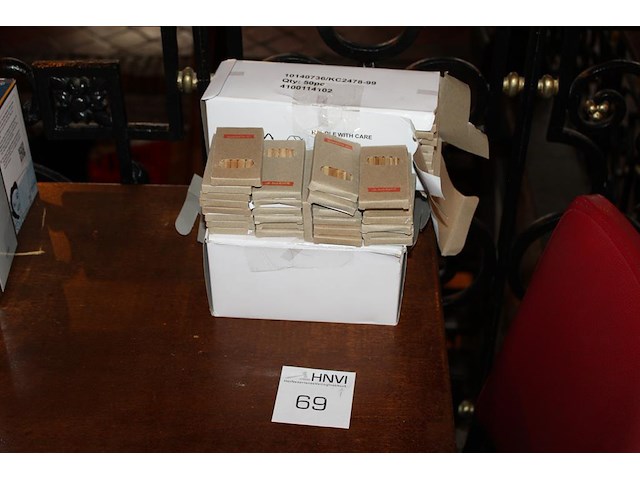 10140736/KC2478-99
Qty: 50pc
4100114102
HANDLE WITH CARE
HNVI
69